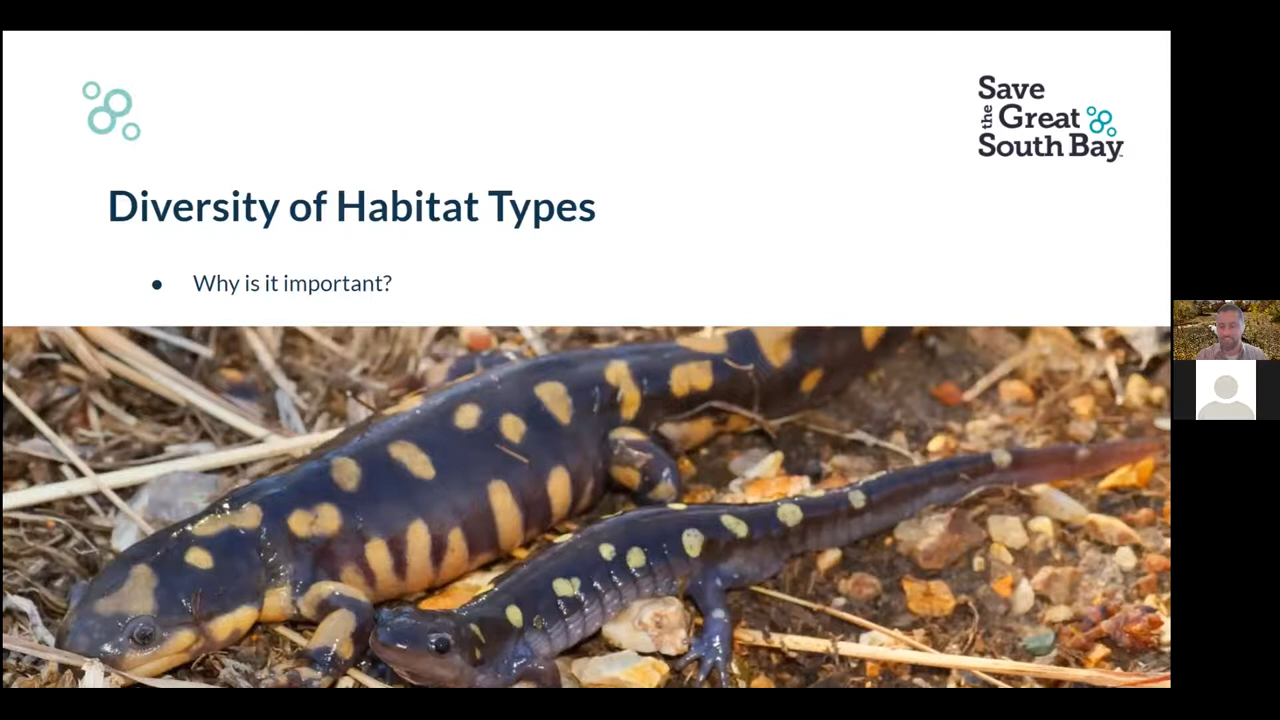 Save
the Great
South Bay
Diversity of Habitat Types
• Why is it important?